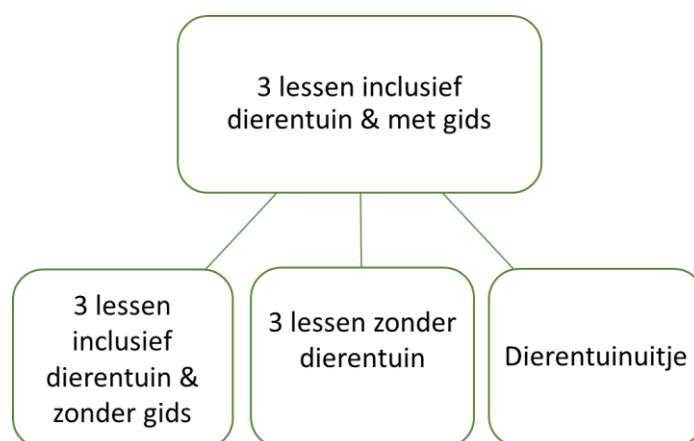 3 lessen inclusief
dierentuin & met gids
3 lessen
inclusief
dierentuin &
zonder gids
3 lessen zonder
dierentuin
Dierentuinuitje